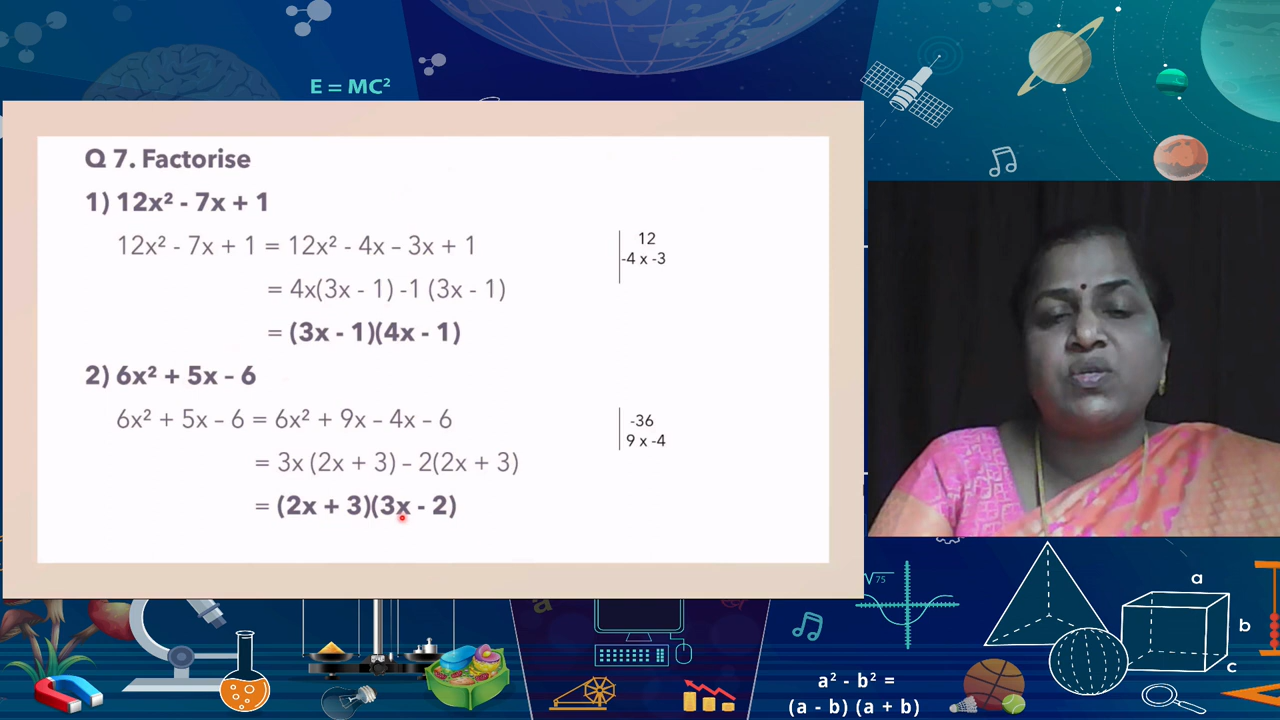 E = MC²
Q 7. Factorise
1) 12x² - 7x + 1
12x² - 7x + 1 = 12x² - 4x – 3x + 1
12
-4 x -3
= 4x(3x - 1) -1 (3x - 1)
= (3x - 1)(4x - 1)
2) 6x² + 5x – 6
6x² + 5x – 6 = 6x² + 9x – 4x – 6
-36
9 x -4
= 3x (2x + 3) – 2(2x + 3)
= (2x + 3)(3x - 2)
√75
a
b
c
a² - b² =
(a - b) (a + b)